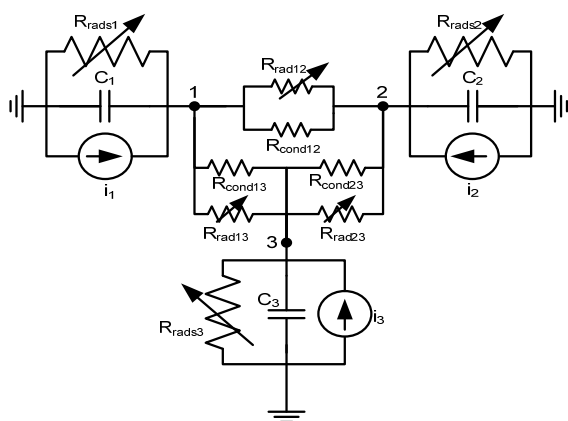 Rrads1
C1
i1
1
Rrad12
Rcond12
2
Rrads2
C2
i2
Rcond13
Rcond23
Rrad13
Rrad23
3
Rrads3
C3
i3